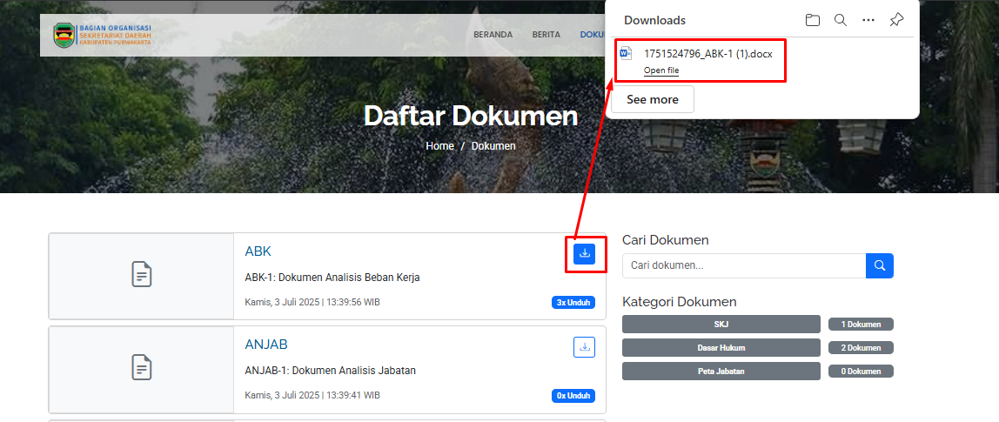 BAGIAN ORGANISASI
SEKRETARIAT DAERAH
KABUPATEN PURWAKARTA
BERANDA BERITA DOKU
Downloads
1751524796_ABK-1 (1).docx
Open file
See more
Daftar Dokumen
Home / Dokumen
ABK
ABK-1: Dokumen Analisis Beban Kerja
Kamis, 3 Juli 2025 | 13:39:56 WIB
3x Unduh
ANJAB
ANJAB-1: Dokumen Analisis Jabatan
Kamis, 3 Juli 2025 | 13:39:41 WIB
0x Unduh
Cari Dokumen
Cari dokumen...
Kategori Dokumen
SKJ 1 Dokumen
Dasar Hukum 2 Dokumen
Peta Jabatan 0 Dokumen